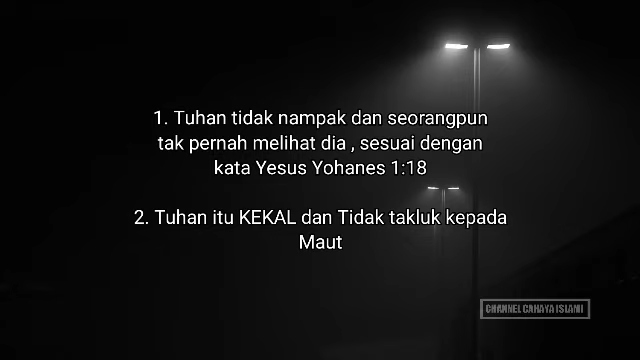 1. Tuhan tidak nampak dan seorangpun
tak pernah melihat dia , sesuai dengan
kata Yesus Yohanes 1:18
2. Tuhan itu KEKAL dan Tidak takluk kepada
Maut
CHANNEL CAHAYA ISLAMI